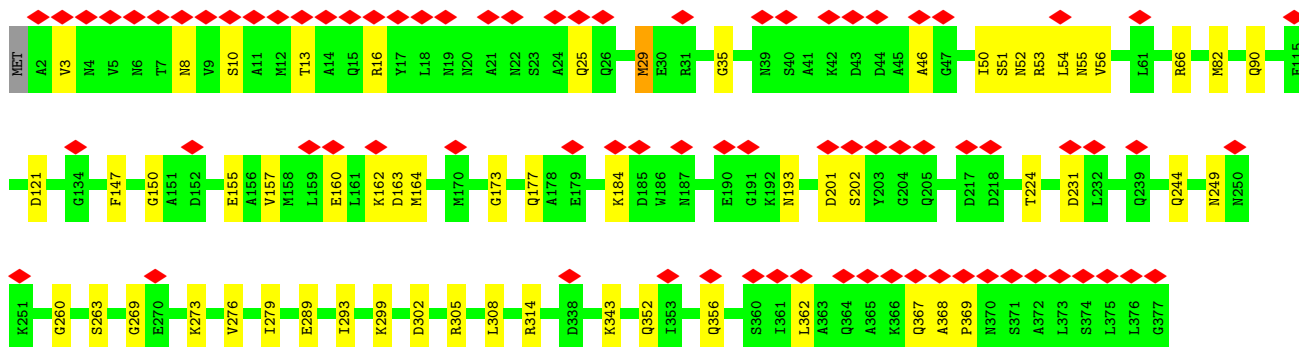 MET A2 V3 N4 V5 N6 T7 N8 V9 S10 A11 M12 T13 A14 Q15 R16 Y17 L18 N19 N20 A21 N22 S23 A24 Q25 Q26 M29 E30 R31 G35 N39 S40 A41 K42 D43 D44 A45 A46 G47 I50 S51 N52 R53 L54 N55 V56 L61 R66 M82 Q90 E115
D121 G134 F147 G150 A151 D152 E155 A156 V157 M158 L159 E160 L161 K162 D163 M164 M170 G173 Q177 A178 E179 K184 D185 W186 N187 E190 G191 K192 N193 D201 S202 Y203 G204 Q205 D217 D218 T224 D231 L232 Q239 Q244 N249 N250
K251 G260 S263 G269 E270 K273 V276 I279 E289 I293 K299 D302 R305 L308 R314 D338 K343 Q352 I353 Q356 S360 I361 L362 A363 Q364 A365 K366 Q367 A368 P369 N370 S371 A372 L373 S374 L375 L376 G377